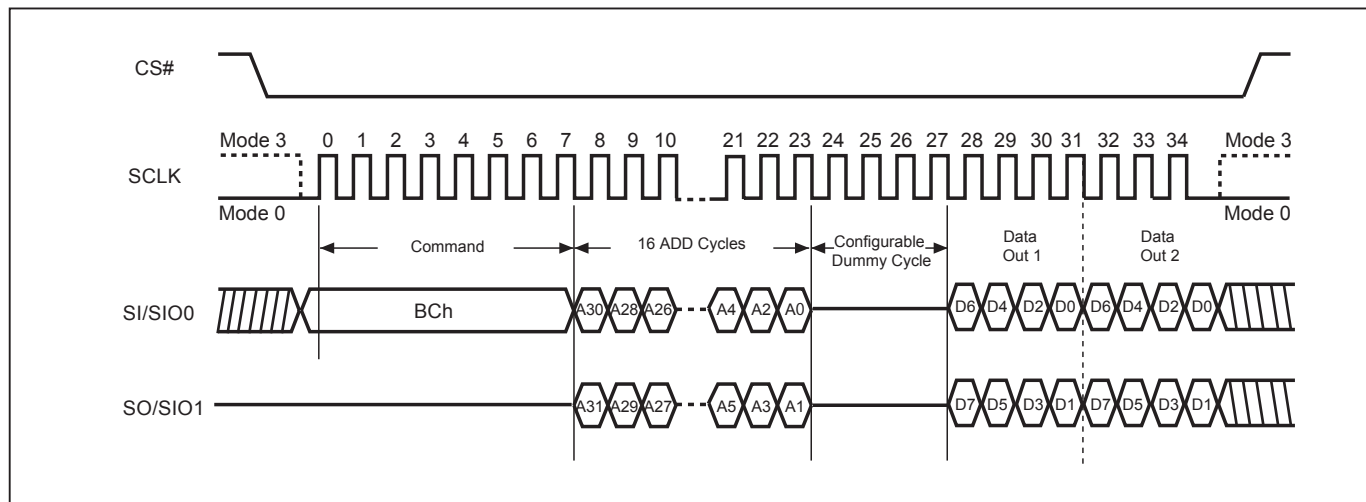 CS#
Mode 3 0 1 2 3 4 5 6 7 8 9 10 21 22 23 24 25 26 27 28 29 30 31 32 33 34 Mode 3
SCLK
Mode 0 Mode 0
Command 16 ADD Cycles Configurable Dummy Cycle Data Out 1 Data Out 2
SI/SIO0 BCh A30 A28 A26 A4 A2 A0 D6 D4 D2 D0 D6 D4 D2 D0
SO/SIO1 A31 A29 A27 A5 A3 A1 D7 D5 D3 D1 D7 D5 D3 D1